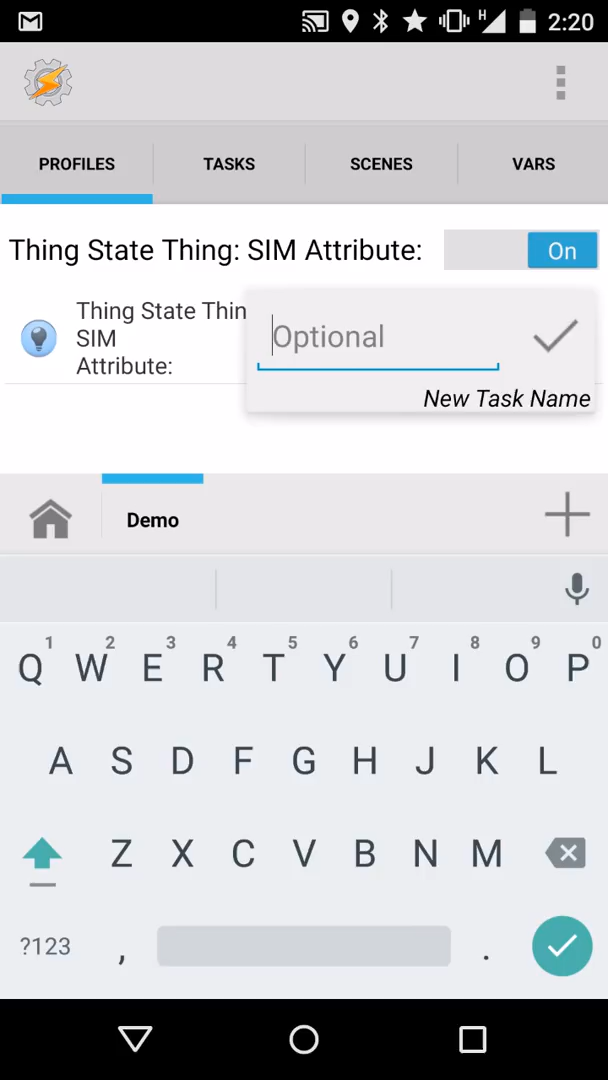 H 2:20
PROFILES TASKS SCENES VARS
Thing State Thing: SIM Attribute: On
Thing State Thin
SIM
Attribute:
Optional
New Task Name
Demo
1 2 3 4 5 6 7 8 9 0
Q W E R T Y U I O P
A S D F G H J K L
Z X C V B N M
?123 , .